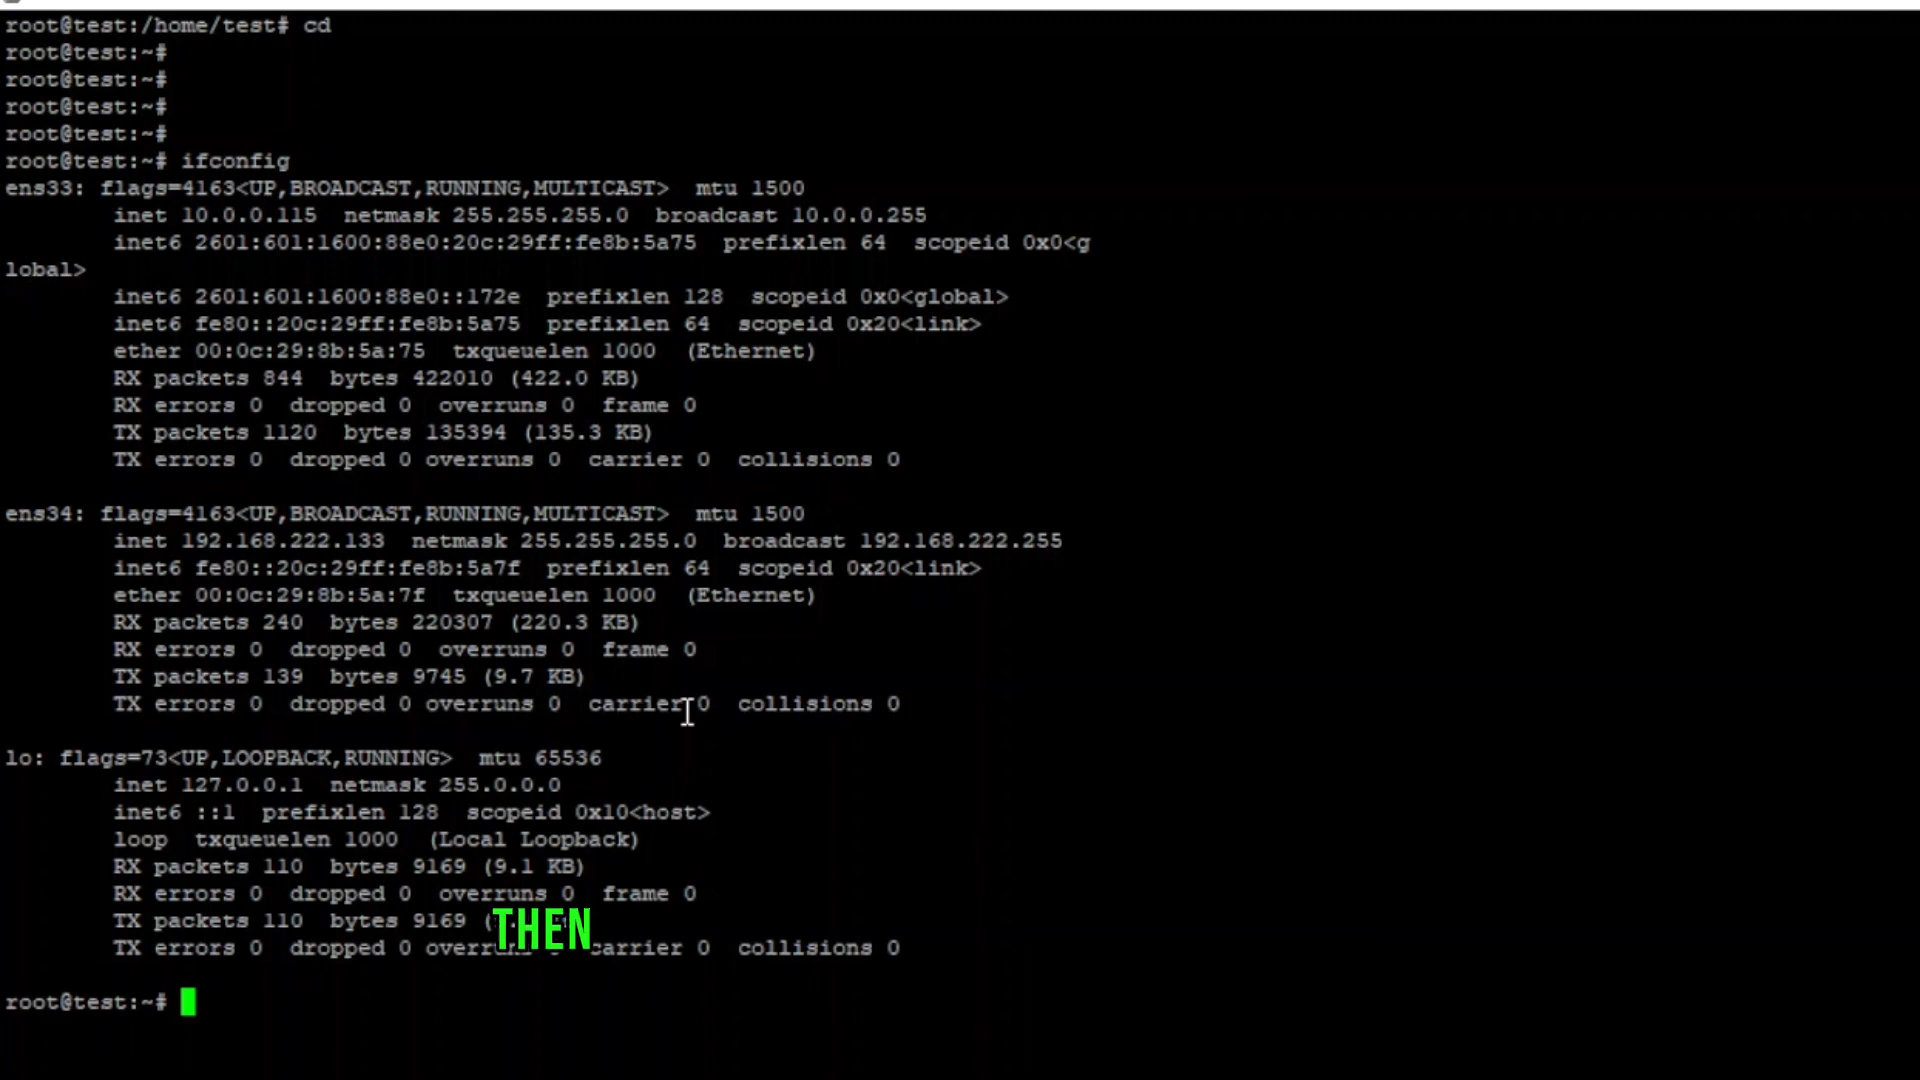 root@test:/home/test# cd
root@test:~#
root@test:~#
root@test:~#
root@test:~#
root@test:~# ifconfig
ens33: flags=4163<UP,BROADCAST,RUNNING,MULTICAST>  mtu 1500
        inet 10.0.0.115  netmask 255.255.255.0  broadcast 10.0.0.255
        inet6 2601:601:1600:88e0:20c:29ff:fe8b:5a75  prefixlen 64  scopeid 0x0<g
lobal>
        inet6 2601:601:1600:88e0::172e  prefixlen 128  scopeid 0x0<global>
        inet6 fe80::20c:29ff:fe8b:5a75  prefixlen 64  scopeid 0x20<link>
        ether 00:0c:29:8b:5a:75  txqueuelen 1000  (Ethernet)
        RX packets 844  bytes 422010 (422.0 KB)
        RX errors 0  dropped 0  overruns 0  frame 0
        TX packets 1120  bytes 135394 (135.3 KB)
        TX errors 0  dropped 0 overruns 0  carrier 0  collisions 0
ens34: flags=4163<UP,BROADCAST,RUNNING,MULTICAST>  mtu 1500
        inet 192.168.222.133  netmask 255.255.255.0  broadcast 192.168.222.255
        inet6 fe80::20c:29ff:fe8b:5a7f  prefixlen 64  scopeid 0x20<link>
        ether 00:0c:29:8b:5a:7f  txqueuelen 1000  (Ethernet)
        RX packets 240  bytes 220307 (220.3 KB)
        RX errors 0  dropped 0  overruns 0  frame 0
        TX packets 139  bytes 9745 (9.7 KB)
        TX errors 0  dropped 0 overruns 0  carrier 0  collisions 0
lo: flags=73<UP,LOOPBACK,RUNNING>  mtu 65536
        inet 127.0.0.1  netmask 255.0.0.0
        inet6 ::1  prefixlen 128  scopeid 0x10<host>
        loop  txqueuelen 1000  (Local Loopback)
        RX packets 110  bytes 9169 (9.1 KB)
        RX errors 0  dropped 0  overruns 0  frame 0
        TX packets 110  bytes 9169 (
THEN
        TX errors 0  dropped 0 overruns carrier 0  collisions 0
root@test:~#